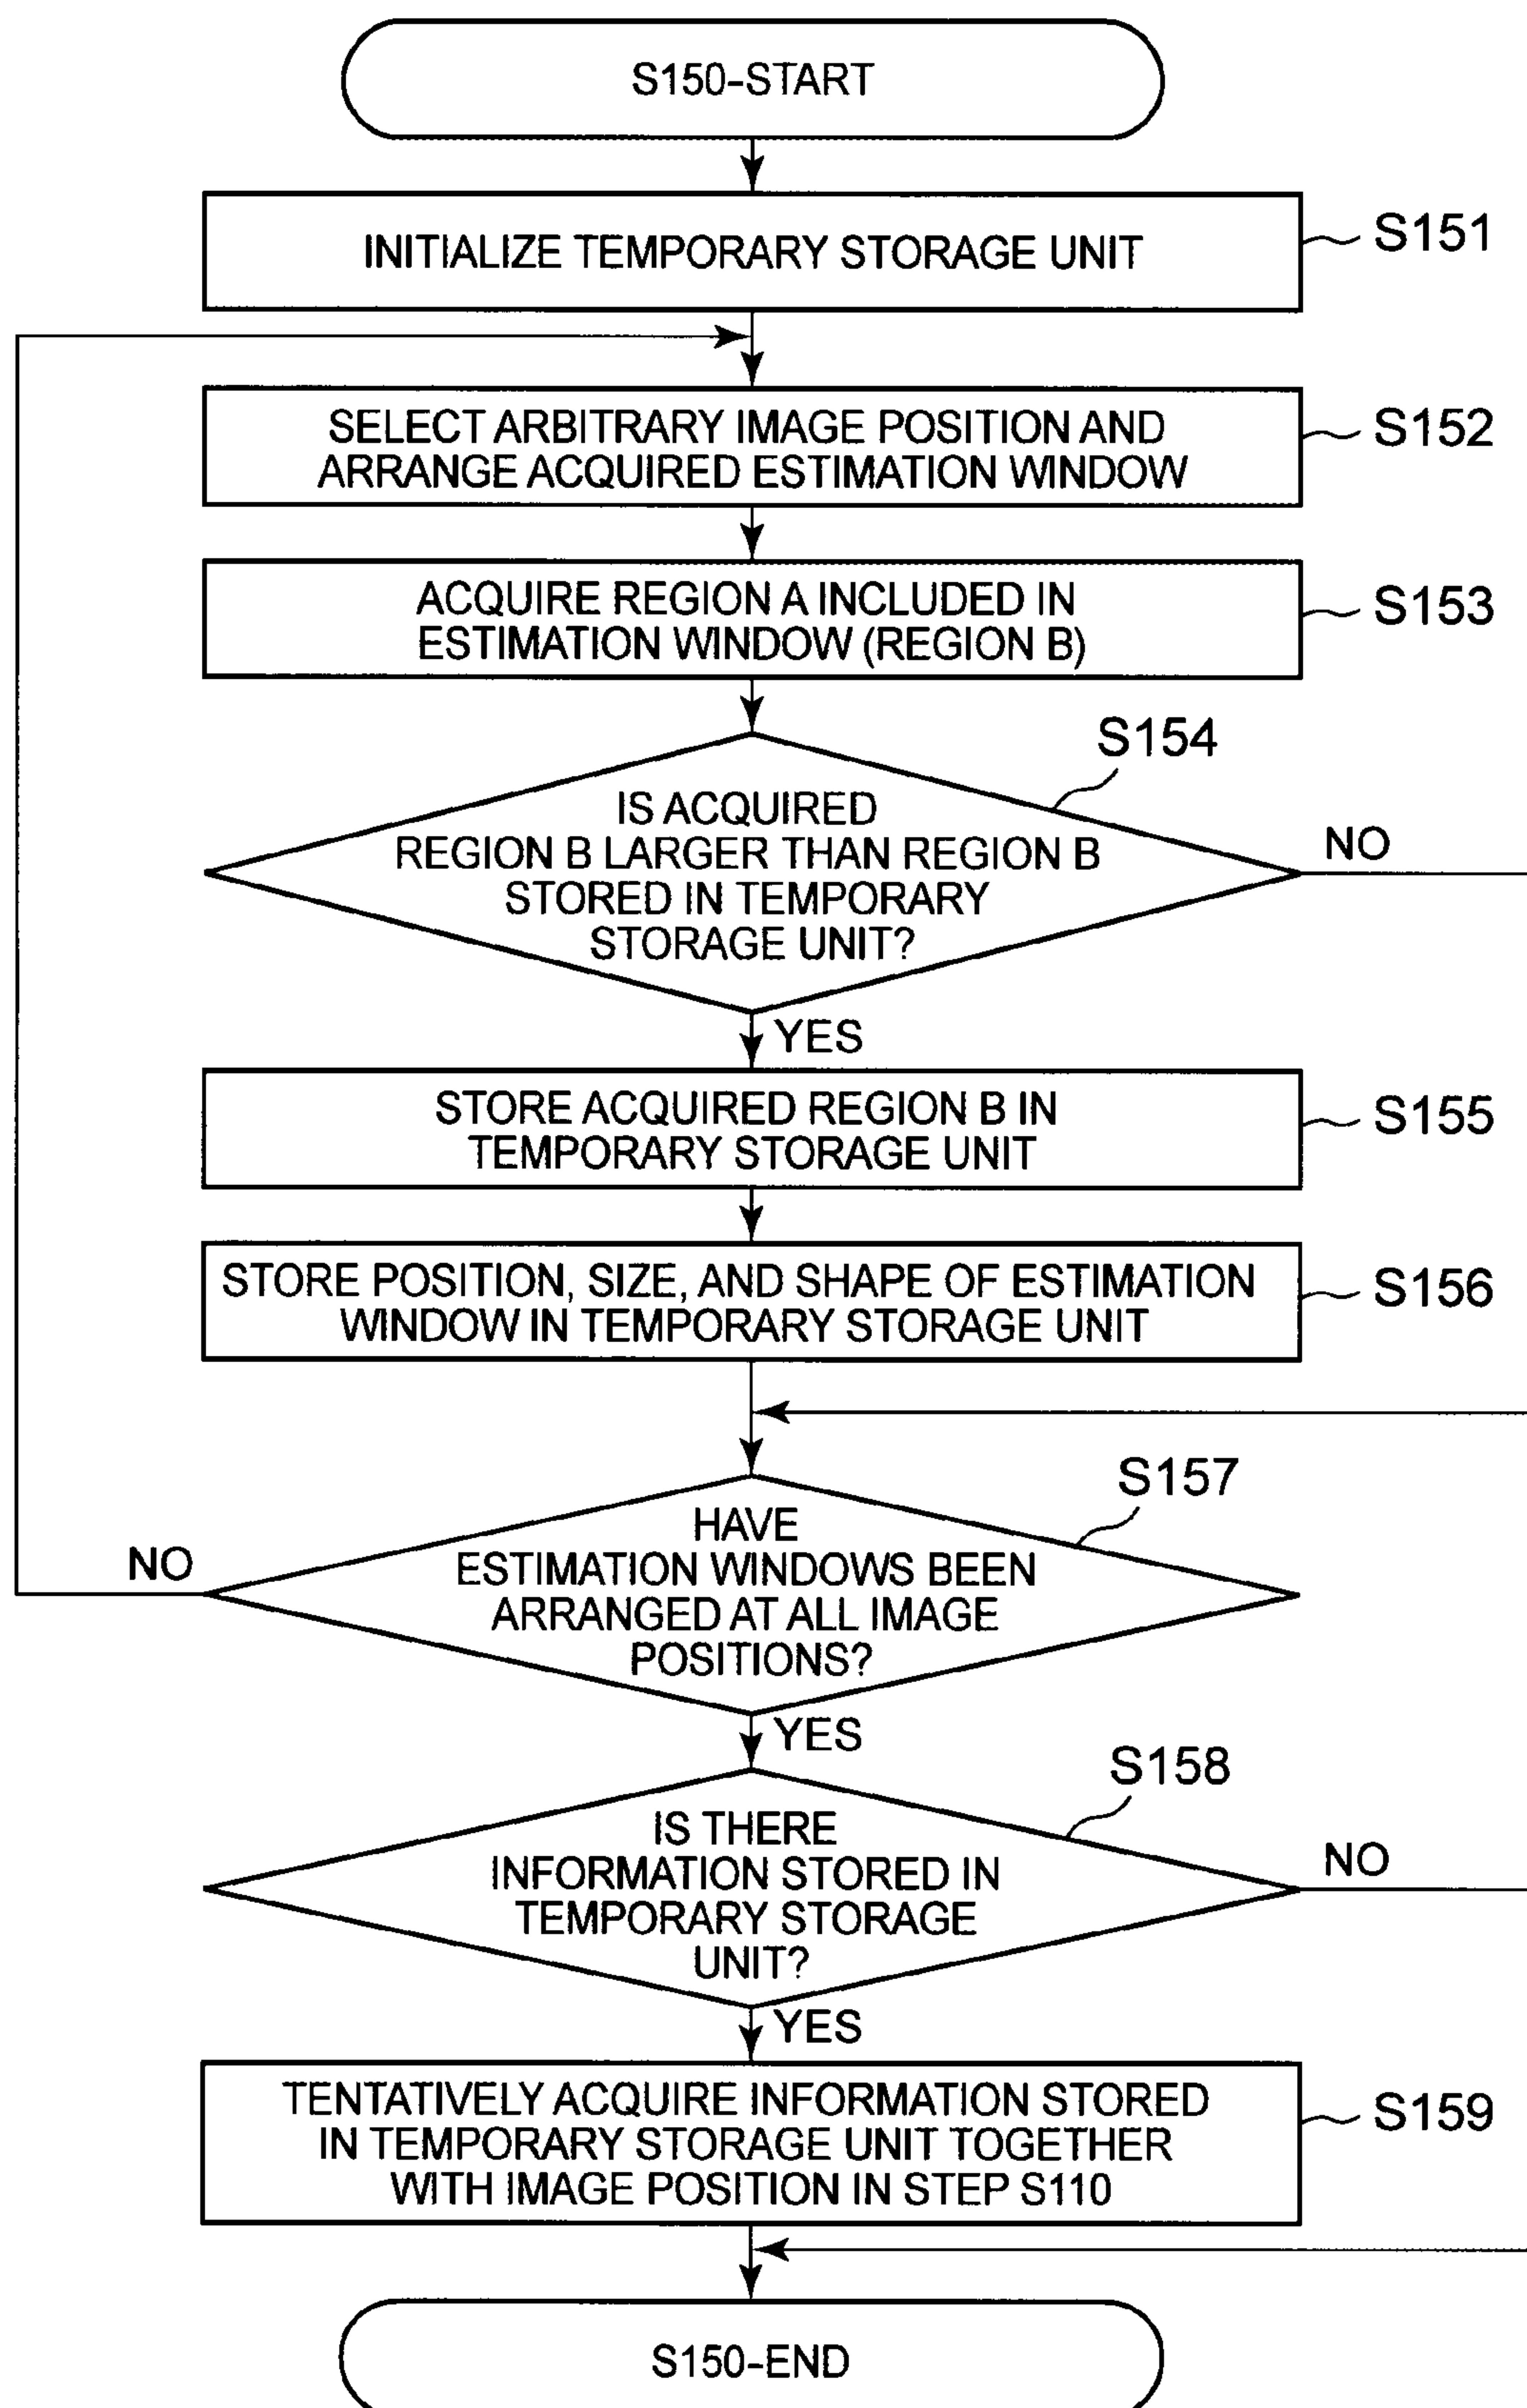 S150-START
INITIALIZE TEMPORARY STORAGE UNIT
S151
SELECT ARBITRARY IMAGE POSITION AND
ARRANGE ACQUIRED ESTIMATION WINDOW
S152
ACQUIRE REGION A INCLUDED IN
ESTIMATION WINDOW (REGION B)
S153
S154
IS ACQUIRED
REGION B LARGER THAN REGION B
STORED IN TEMPORARY
STORAGE UNIT?
NO
YES
STORE ACQUIRED REGION B IN
TEMPORARY STORAGE UNIT
S155
STORE POSITION, SIZE, AND SHAPE OF ESTIMATION
WINDOW IN TEMPORARY STORAGE UNIT
S156
S157
HAVE
ESTIMATION WINDOWS BEEN
ARRANGED AT ALL IMAGE
POSITIONS?
NO
YES
S158
IS THERE
INFORMATION STORED IN
TEMPORARY STORAGE
UNIT?
NO
YES
TENTATIVELY ACQUIRE INFORMATION STORED
IN TEMPORARY STORAGE UNIT TOGETHER
WITH IMAGE POSITION IN STEP S110
S159
S150-END